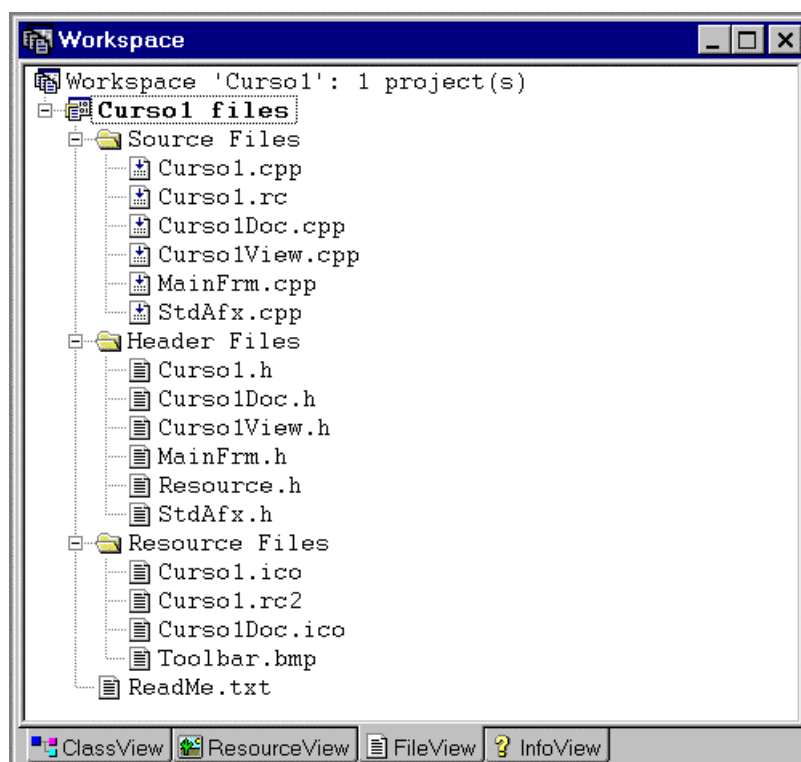 Workspace
Workspace 'Curso1': 1 project(s)
Curso1 files
Source Files
Curso1.cpp
Curso1.rc
Curso1Doc.cpp
Curso1View.cpp
MainFrm.cpp
StdAfx.cpp
Header Files
Curso1.h
Curso1Doc.h
Curso1View.h
MainFrm.h
Resource.h
StdAfx.h
Resource Files
Curso1.ico
Curso1.rc2
Curso1Doc.ico
Toolbar.bmp
ReadMe.txt
ClassView ResourceView FileView InfoView